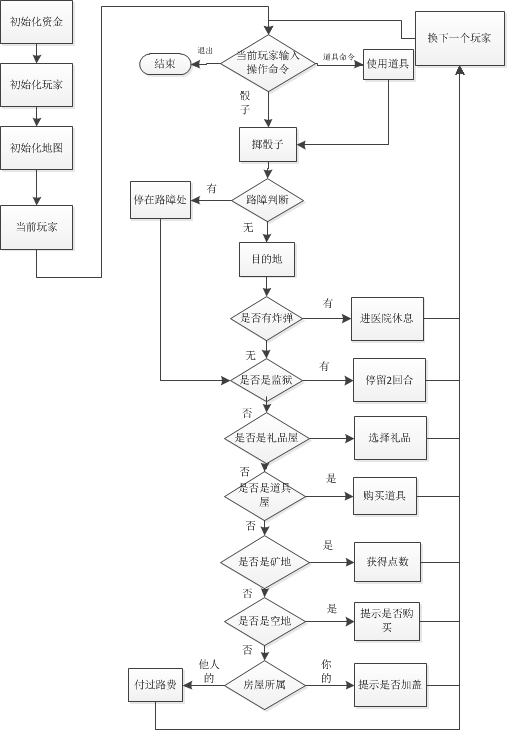 初始化资金
初始化玩家
初始化地图
当前玩家
当前玩家输入
操作命令
退出
结束
道具命令
使用道具
换下一个玩家
骰
子
掷骰子
路障判断
有
停在路障处
无
目的地
是否有炸弹
有
进医院休息
无
是否是监狱
有
停留2回合
否
是否是礼品屋
选择礼品
否
是否是道具
屋
是
购买道具
否
是否是矿地
是
获得点数
否
是否是空地
是
提示是否购
买
否
房屋所属
他人
的
付过路费
你
的
提示是否加盖